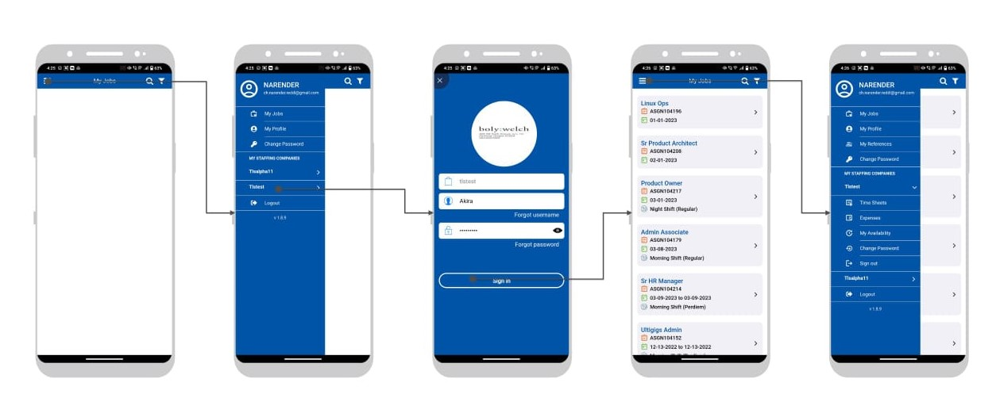 4:25
63%
My Jobs
4:25
63%
NARENDER
ch.narender.reddi@gmail.com
My Jobs
My Profile
Change Password
MY STAFFING COMPANIES
Tlsalpha11
Tlstest
Logout
v 1.8.9
4:25
63%
boly:welch
tlstest
Akira
Forgot username
•••••••••
Forgot password
Sign in
4:26
63%
My Jobs
Linux Ops
ASGN104196
01-01-2023
Sr Product Architect
ASGN104208
02-01-2023
Product Owner
ASGN104217
03-01-2023
Night Shift (Regular)
Admin Associate
ASGN104179
03-08-2023
Morning Shift (Regular)
Sr HR Manager
ASGN104214
03-09-2023 to 03-09-2023
Morning Shift (Perdiem)
Ultigigs Admin
ASGN104152
12-13-2022 to 12-13-2022
4:26
63%
NARENDER
ch.narender.reddi@gmail.com
My Jobs
My Profile
My References
Change Password
MY STAFFING COMPANIES
Tlstest
Time Sheets
Expenses
My Availability
Change Password
Sign out
Tlsalpha11
Logout
v 1.8.9